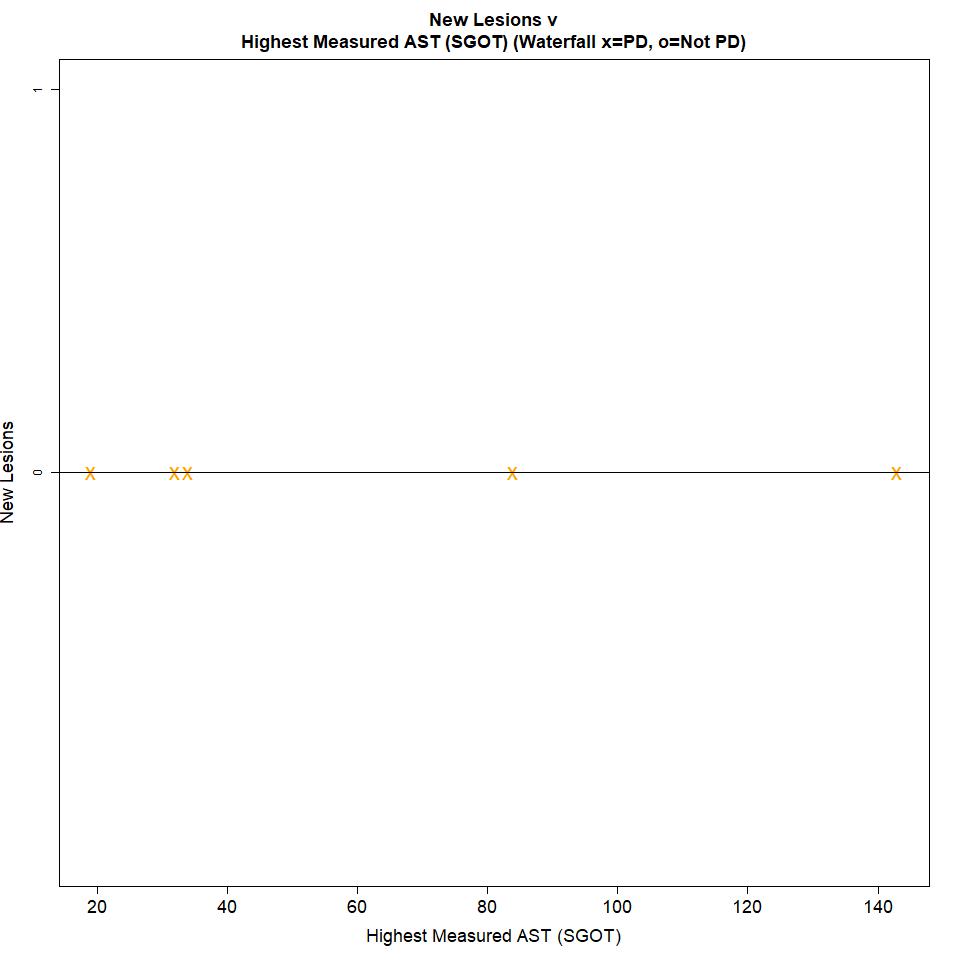 New Lesions v
Highest Measured AST (SGOT) (Waterfall x=PD, o=Not PD)
1
New Lesions
0
X X X X X
20 40 60 80 100 120 140
Highest Measured AST (SGOT)